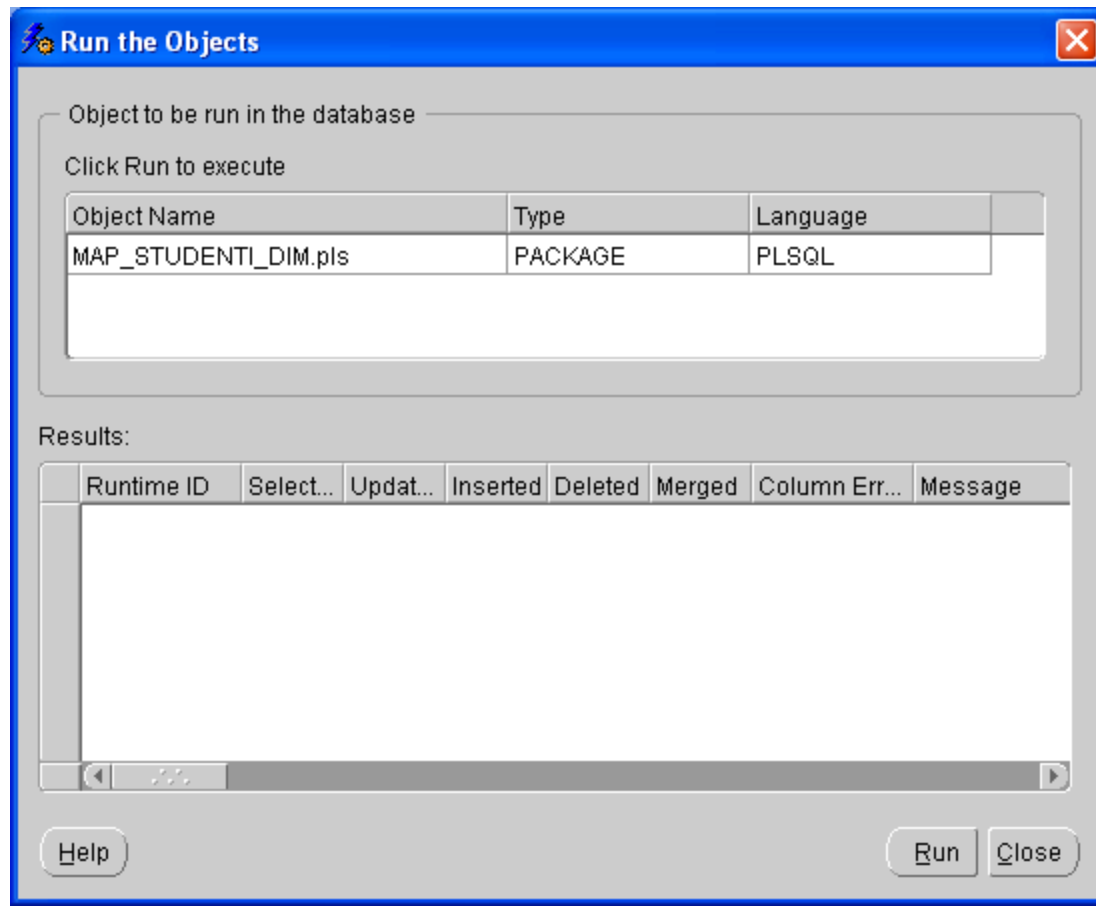 Run the Objects
Object to be run in the database
Click Run to execute
Object Name Type Language
MAP_STUDENTI_DIM.pls PACKAGE PLSQL
Results:
Runtime ID Select... Updat... Inserted Deleted Merged Column Err... Message
Help Run Close